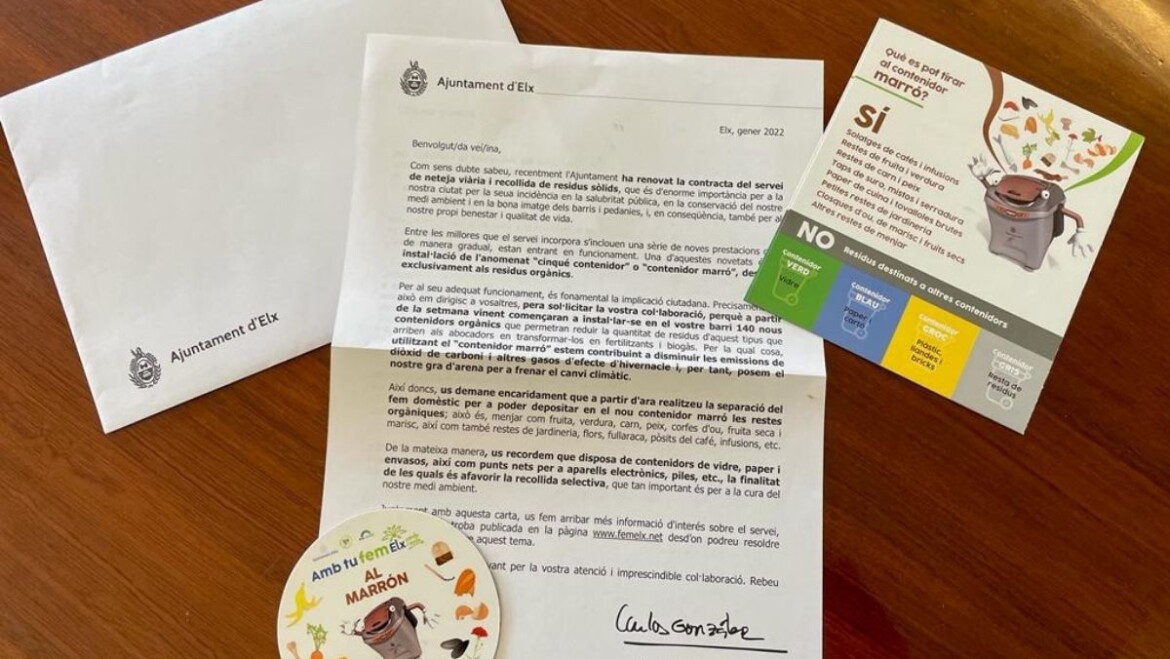 Ajuntament d'Elx
Ajuntament d'Elx
Elx, gener 2022
Benvolgut/da veí/ina,
Com sens dubte sabeu, recentment l'Ajuntament ha renovat la contracta del servei
de neteja viària i recollida de residus sòlids, que és d'enorme importància per a la
nostra ciutat per la sua incidència en la salubritat pública, en la conservació del nostre
medi ambient i en la bona imatge dels barris i pedanies, i, en conseqüència, també per al
nostre propi benestar i qualitat de vida.
Entre les millores que el servei incorpora s'inclouen una sèrie de noves prestacions
de manera gradual, estan entrant en funcionament. Una d'aquestes novetats
instal·lació de l'anomenat "cinqué contenidor" o "contenidor marró",
exclusivament als residus orgànics.
Per al seu adequat funcionament, és fonamental la implicació ciutadana.
això em dirigisc a vosaltres, pera sol·licitar la vostra col·laboració, perquè a partir
de la setmana vinent començaran a instal·lar-se en el vostre barri 140 nous
contenidors orgànics que permetran reduir la quantitat de residus d'aquest tipus que
arriben als abocadors en transformar-los en fertilitzants i biogàs. Per la qual cosa,
utilitzant el "contenidor marró" estem contribuint a disminuir les emissions de
diòxid de carboni i altres gasos d'efecte d'hivernacle i, per tant, posem el
nostre gra d'arena per a frenar el canvi climàtic.
Així doncs, us demane encaridament que a partir d'ara realitzeu la separació del
fem domèstic per a poder depositar en el nou contenidor marró les restes
orgàniques; això és, menjar com fruita, verdura, carn, peix, corfes d'ou, fruita seca i
marisc, així com també restes de jardineria, flors, fullaraca, pòsits del café, infusions, etc.
De la mateixa manera, us recordem que disposa de contenidors de vidre, paper i
envasos, així com punts nets per a aparells electrònics, piles, etc., la finalitat
de les quals és afavorir la recollida selectiva, que tan important és per a la cura del
nostre medi ambient.
amb aquesta carta, us fem arribar més informació d'interés sobre el servei,
troba publicada en la pàgina www.femelx.net desd'on podreu resoldre
aquest tema.
per la vostra atenció i imprescindible col·laboració. Rebeu
Carlos González
Amb tu fem Elx
AL
MARRÓN
Què es pot tirar
al contenidor
marró?
SÍ
Solatges de cafés i infusions
Restes de fruita i verdura
Restes de carn i peix
Taps de suro, mistos i serradura
Paper de cuina i tovalloles brutes
Petites restes de jardineria
Closques d'ou, de marisc i fruits secs
Altres restes de menjar
NO Residus destinats a altres contenidors
Contenidor
VERD
Vidre
Contenidor
BLAU
Paper i
cartó
Contenidor
GROC
Plàstic,
llandes i
bricks
Contenidor
GRIS
Resta de
residus